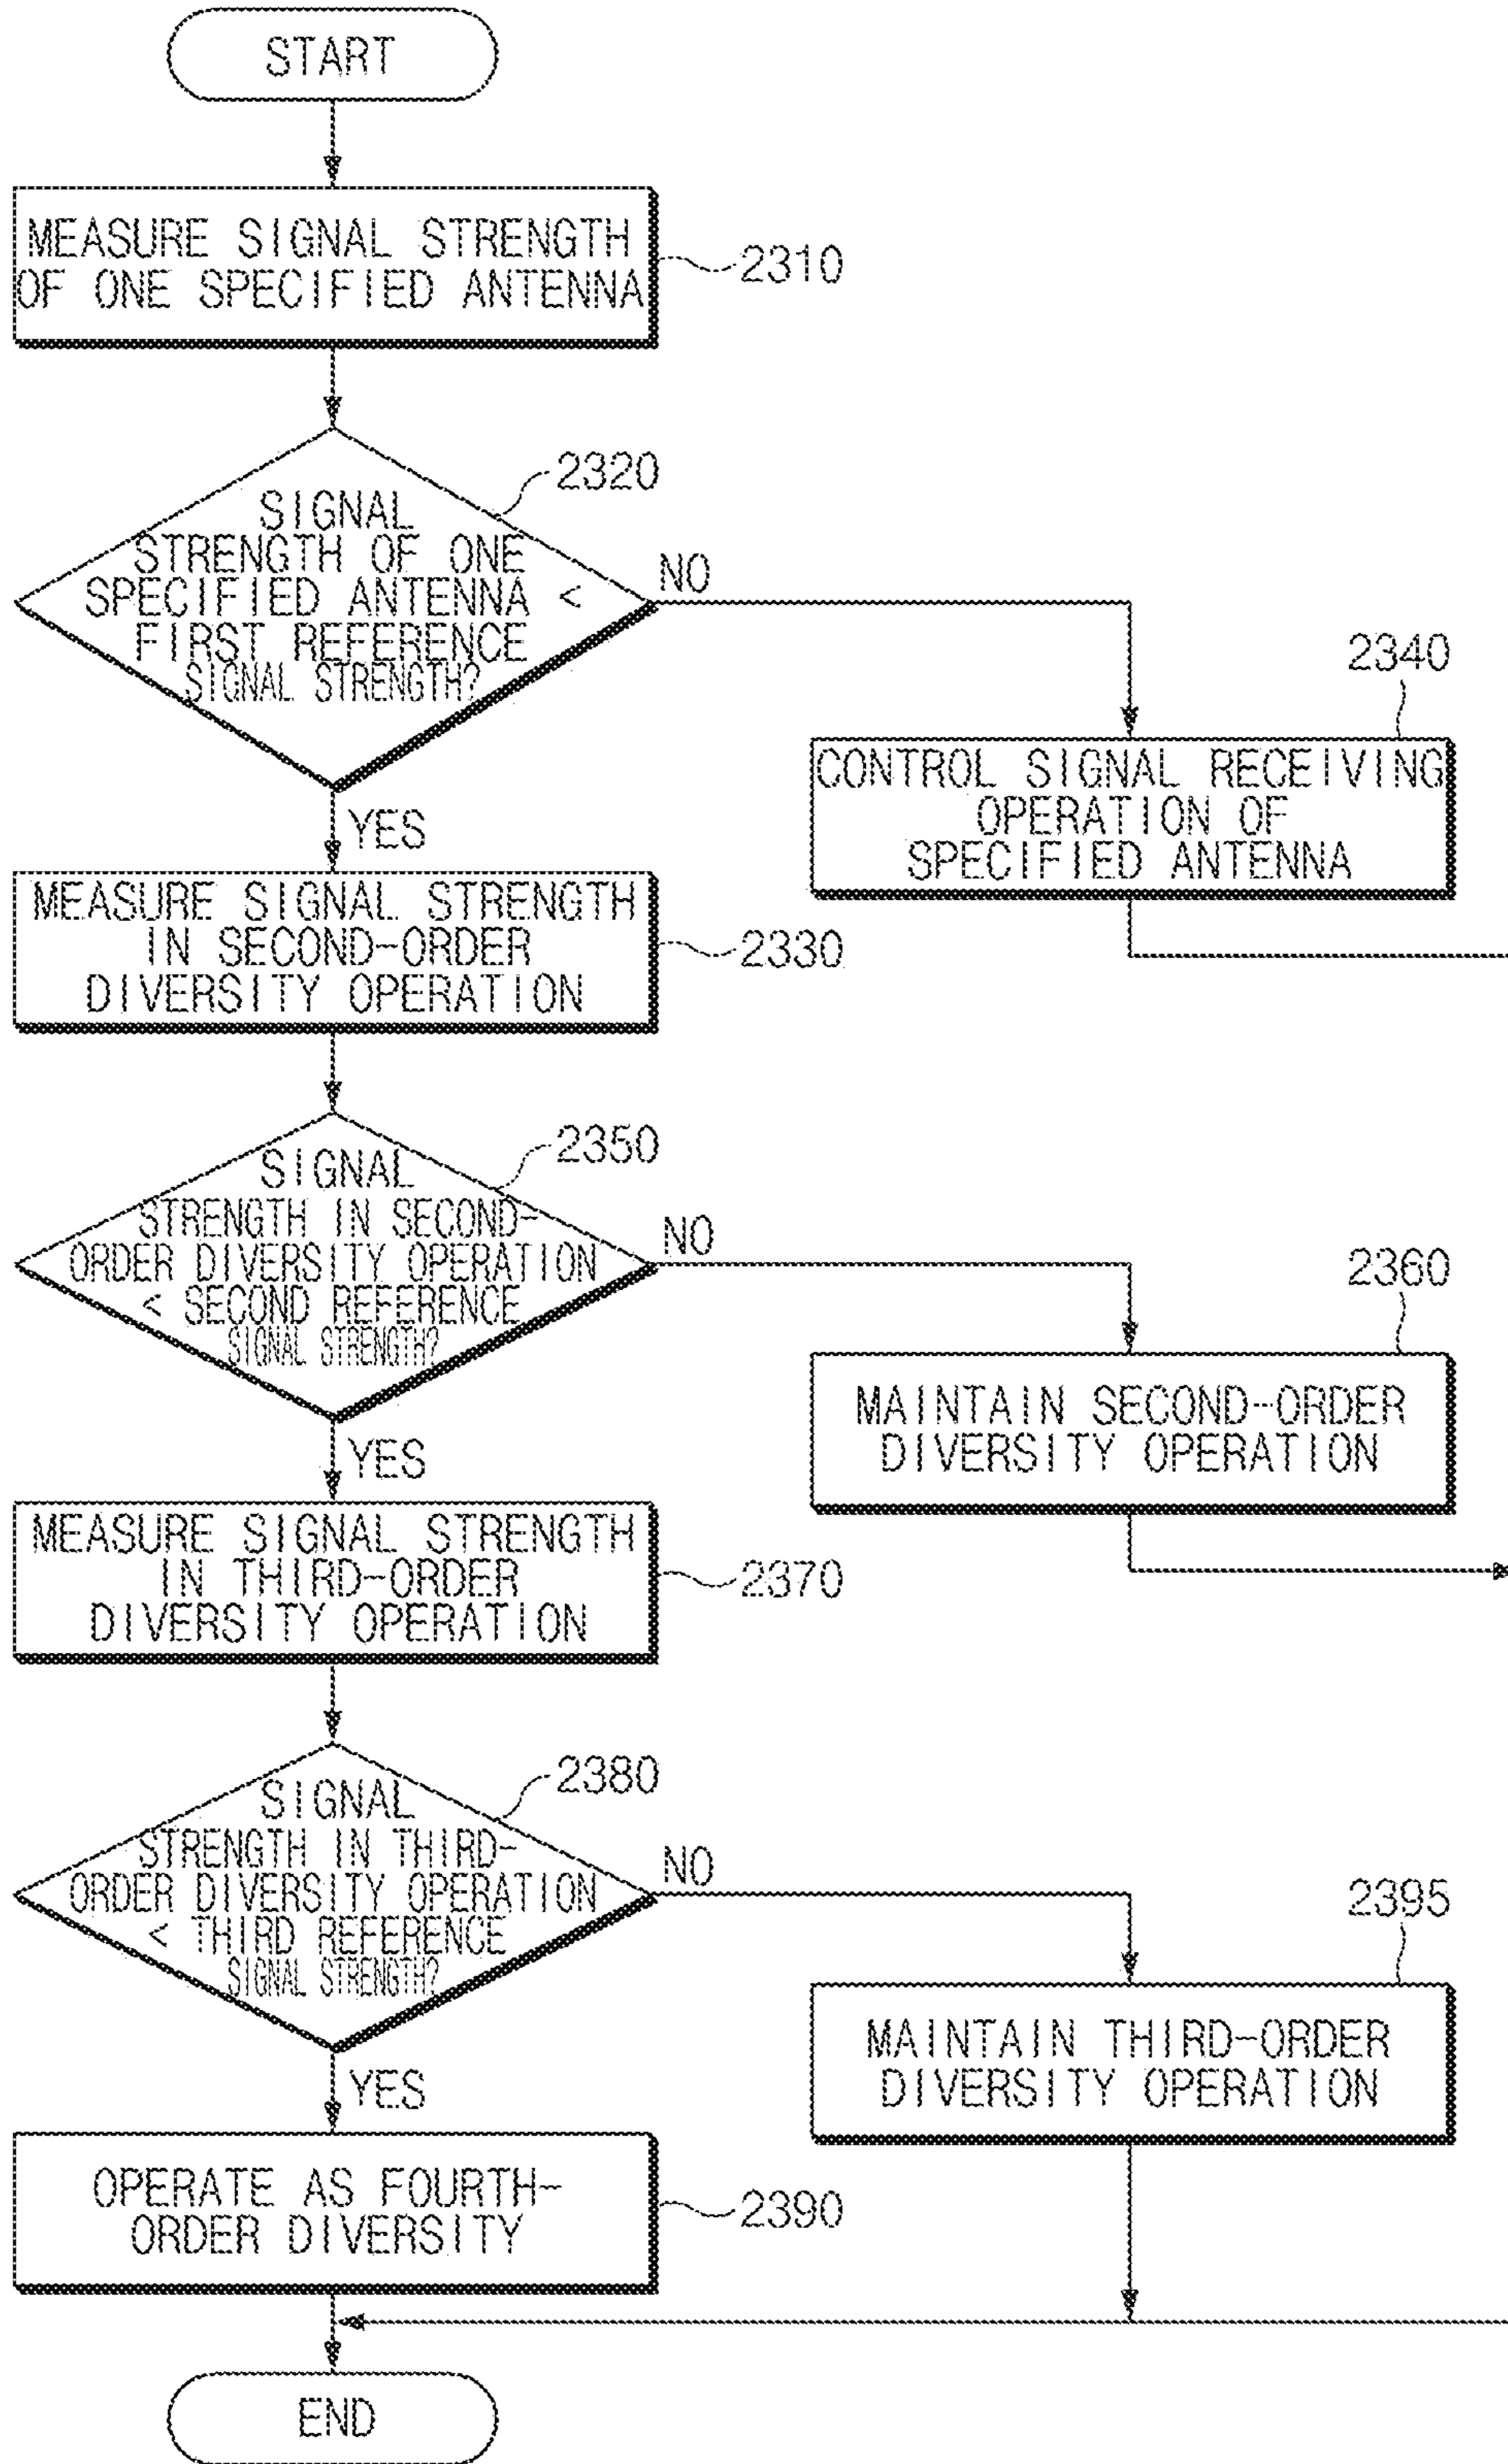 START
MEASURE SIGNAL STRENGTH
OF ONE SPECIFIED ANTENNA
2310
2320
SIGNAL
STRENGTH OF ONE
SPECIFIED ANTENNA <
FIRST REFERENCE
SIGNAL STRENGTH?
NO
2340
CONTROL SIGNAL RECEIVING
OPERATION OF
SPECIFIED ANTENNA
YES
MEASURE SIGNAL STRENGTH
IN SECOND-ORDER
DIVERSITY OPERATION
2330
2350
SIGNAL
STRENGTH IN SECOND-
ORDER DIVERSITY OPERATION
< SECOND REFERENCE
SIGNAL STRENGTH?
NO
2360
MAINTAIN SECOND-ORDER
DIVERSITY OPERATION
YES
MEASURE SIGNAL STRENGTH
IN THIRD-ORDER
DIVERSITY OPERATION
2370
2380
SIGNAL
STRENGTH IN THIRD-
ORDER DIVERSITY OPERATION
< THIRD REFERENCE
SIGNAL STRENGTH?
NO
2395
MAINTAIN THIRD-ORDER
DIVERSITY OPERATION
YES
OPERATE AS FOURTH-
ORDER DIVERSITY
2390
END